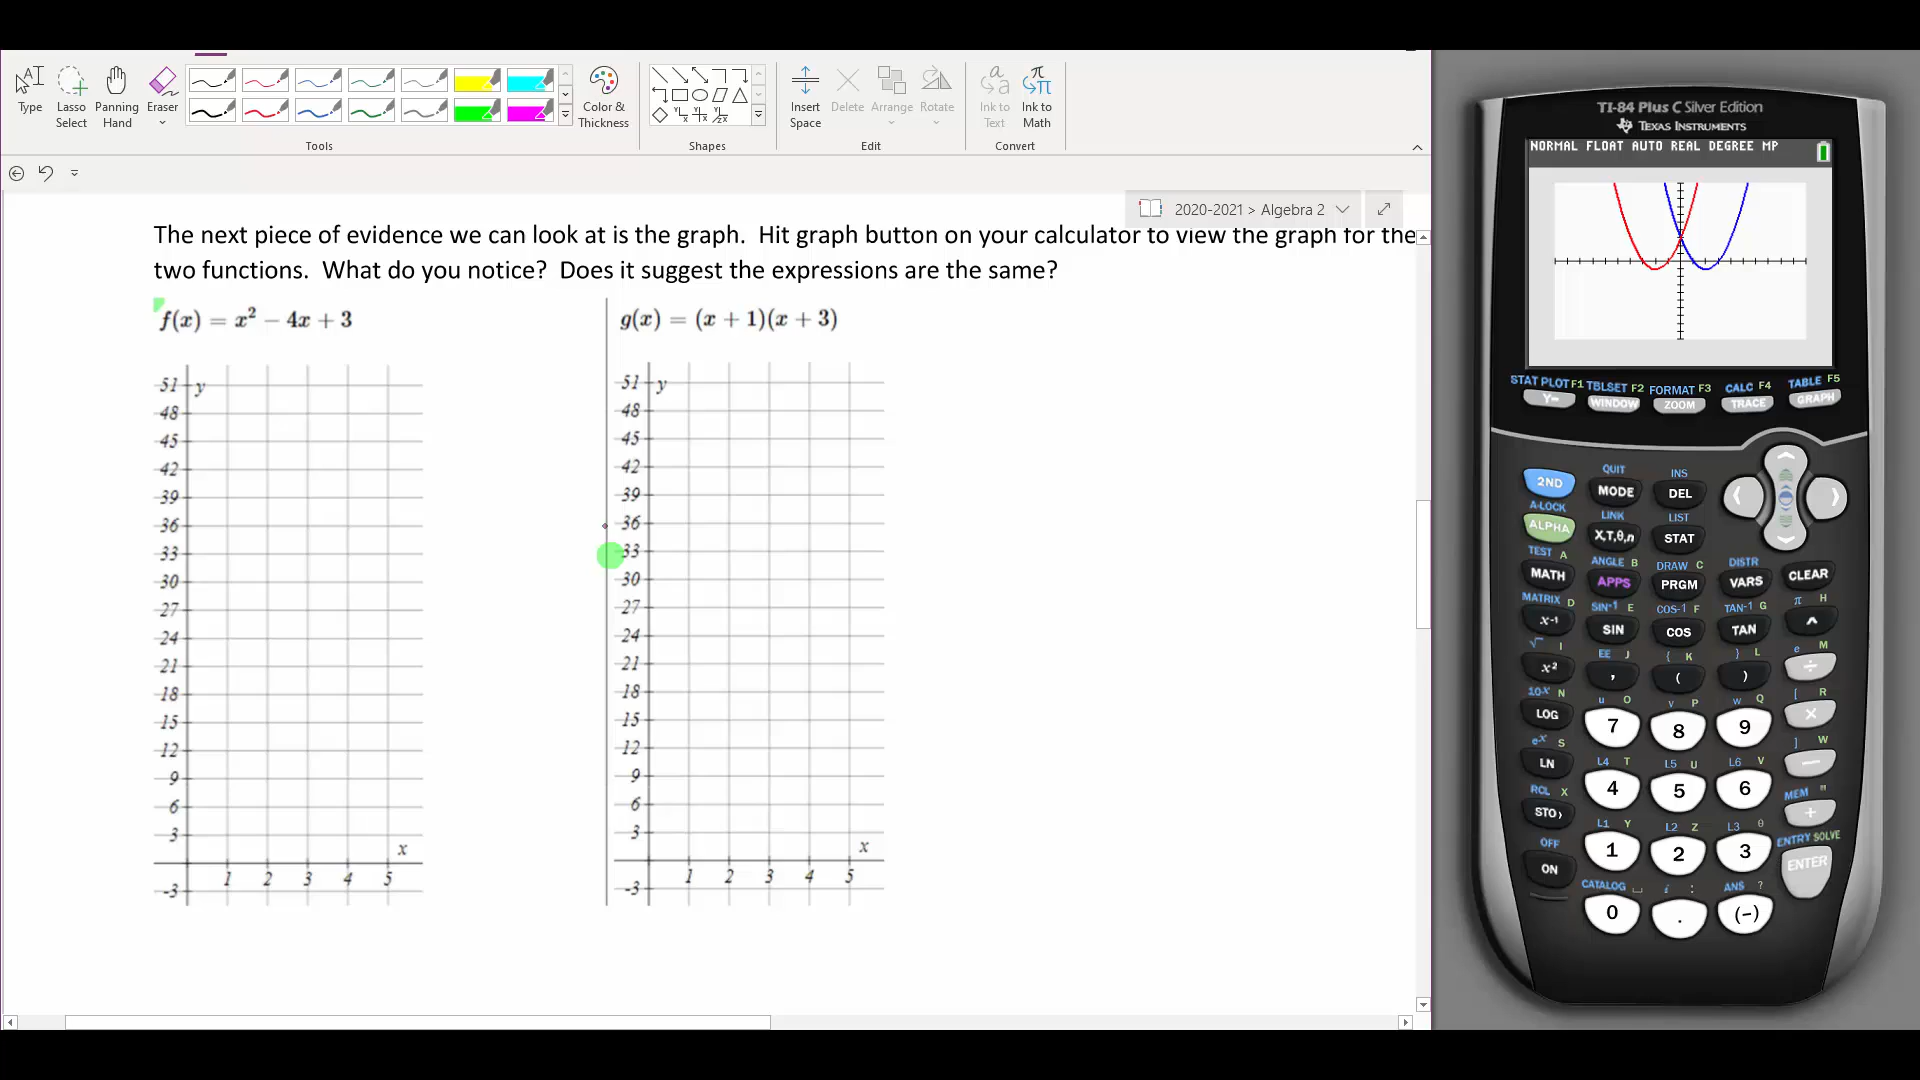 Type
Lasso Select
Panning Hand
Eraser
Color & Thickness
Insert Space
Delete
Arrange
Rotate
Ink to Text
Ink to Math
Tools
Shapes
Edit
Convert
2020-2021 > Algebra 2
The next piece of evidence we can look at is the graph. Hit graph button on your calculator to view the graph for the
two functions. What do you notice? Does it suggest the expressions are the same?
f(x) = x² − 4x + 3
g(x) = (x + 1)(x + 3)
51 y
48
45
42
39
36
33
30
27
24
21
18
15
12
9
6
3
x
1 2 3 4 5
-3
51 y
48
45
42
39
36
33
30
27
24
21
18
15
12
9
6
3
x
1 2 3 4 5
-3
TI-84 Plus C Silver Edition
TEXAS INSTRUMENTS
NORMAL FLOAT AUTO REAL DEGREE MP
STAT PLOT F1 TBLSET F2 FORMAT F3 CALC F4 TABLE F5
Y= WINDOW ZOOM TRACE GRAPH
QUIT INS
2ND MODE DEL
A-LOCK LINK LIST
ALPHA X,T,θ,n STAT
TEST A ANGLE B DRAW C DISTR
MATH APPS PRGM VARS CLEAR
MATRIX D SIN⁻¹ E COS⁻¹ F TAN⁻¹ G π H
x⁻¹ SIN COS TAN ^
√ I EE J { K } L e M
x² , ( ) ÷
10ˣ N u O v P w Q [ R
LOG 7 8 9 ×
eˣ S L4 T L5 U L6 V ] W
LN 4 5 6 −
RCL X L1 Y L2 Z L3 θ MEM "
STO› 1 2 3 +
OFF CATALOG ⎵ i : ANS ? ENTRY SOLVE
ON 0 . (-) ENTER